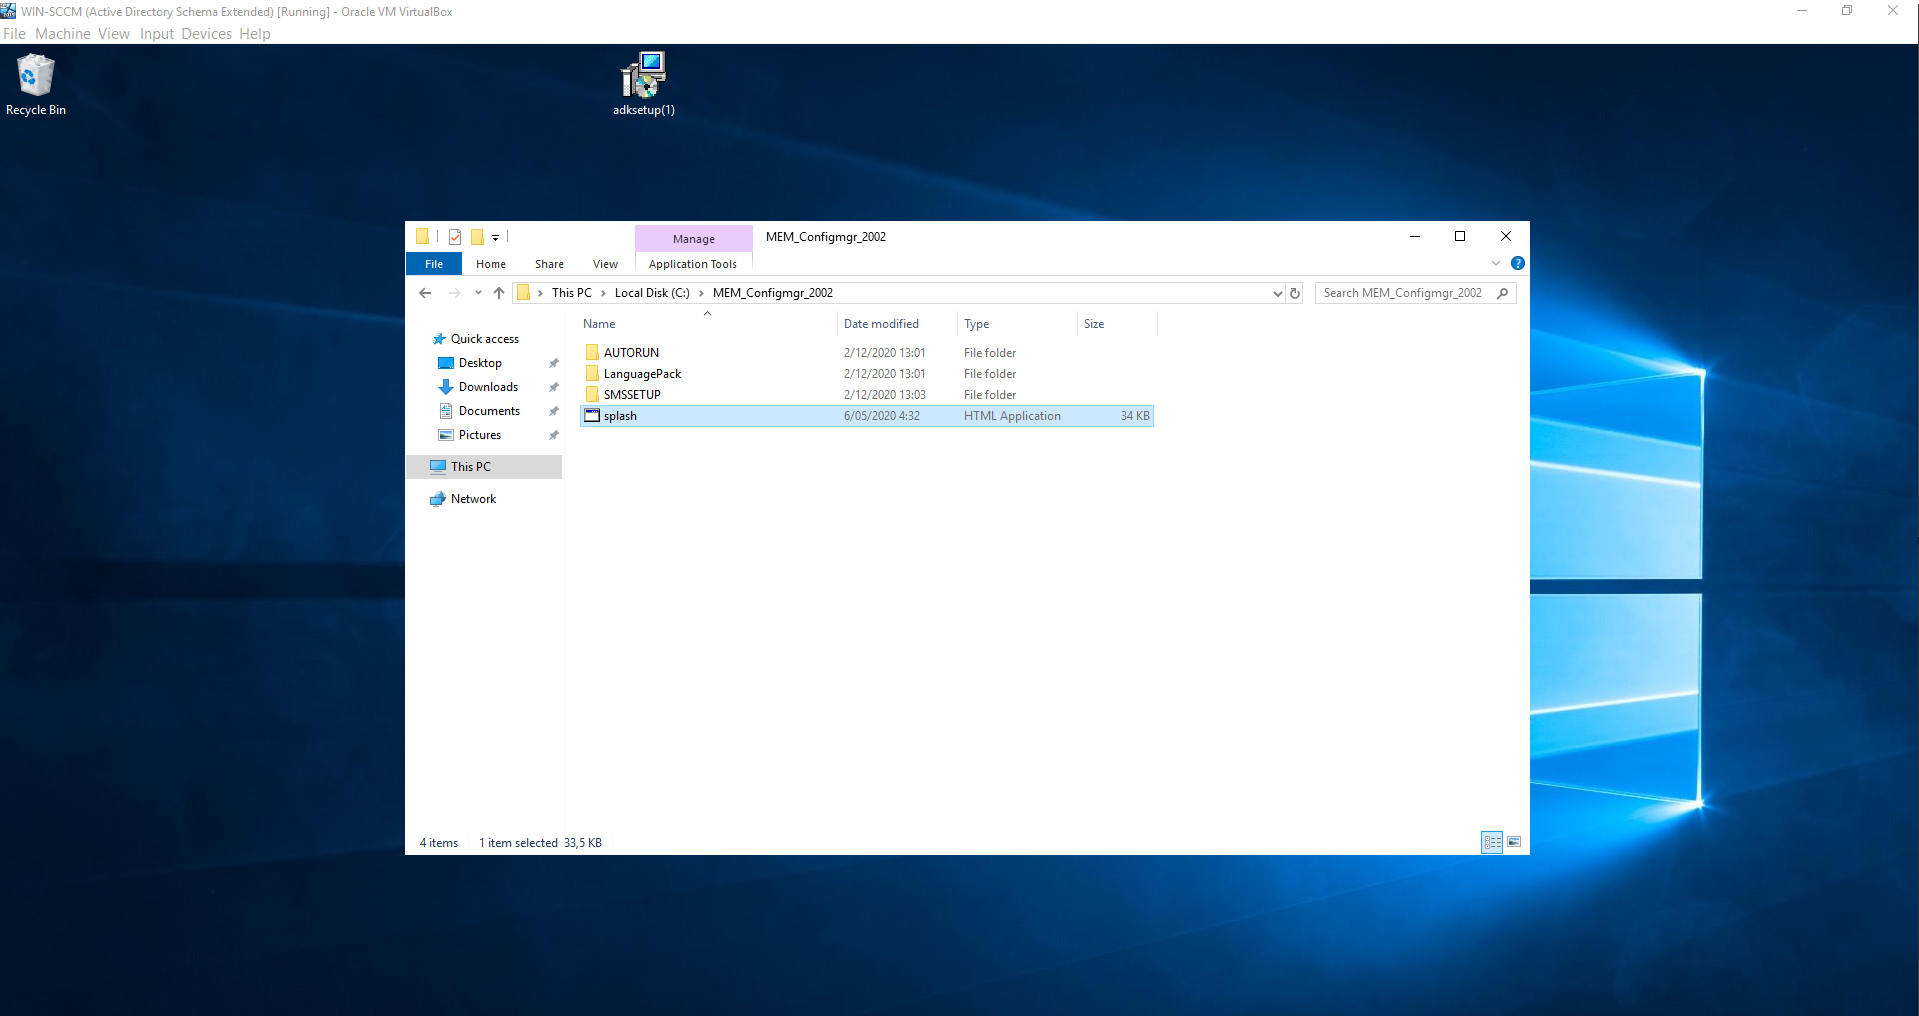 WIN-SCCM (Active Directory Schema Extended) [Running] - Oracle VM VirtualBox
File Machine View Input Devices Help
Recycle Bin
adksetup(1)
Manage MEM_Configmgr_2002
File Home Share View Application Tools
This PC Local Disk (C:) MEM_Configmgr_2002 Search MEM_Configmgr_2002
Name Date modified Type Size
Quick access
Desktop
Downloads
Documents
Pictures
This PC
Network
AUTORUN 2/12/2020 13:01 File folder
LanguagePack 2/12/2020 13:01 File folder
SMSSETUP 2/12/2020 13:03 File folder
splash 6/05/2020 4:32 HTML Application 34 KB
4 items 1 item selected 33,5 KB